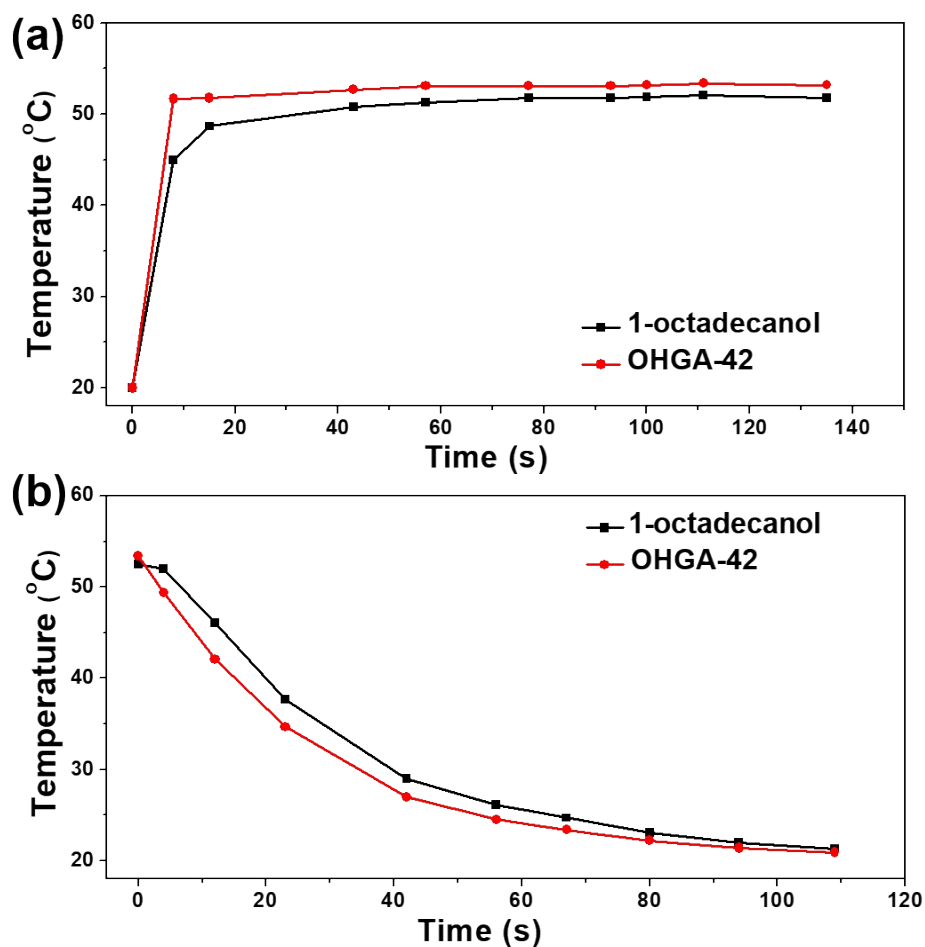 (a)
Temperature (°C)
60
50
40
30
20
1-octadecanol
OHGA-42
0 20 40 60 80 100 120 140
Time (s)
(b)
Temperature (°C)
60
50
40
30
20
1-octadecanol
OHGA-42
0 20 40 60 80 100 120
Time (s)